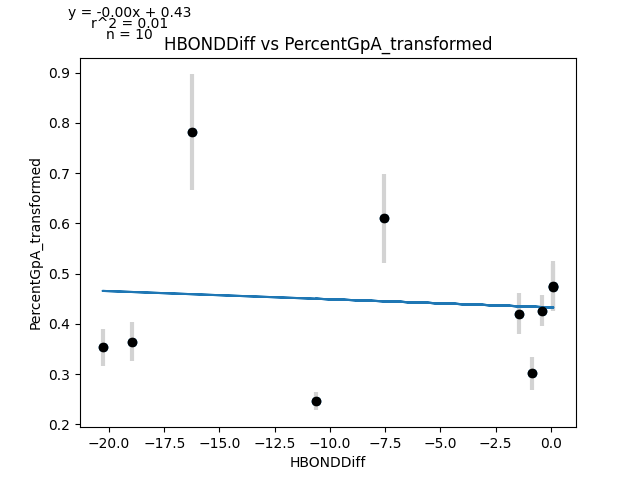 y = -0.00x + 0.43
r^2 = 0.01
n = 10
HBONDDiff vs PercentGpA_transformed
PercentGpA_transformed
0.9
0.8
0.7
0.6
0.5
0.4
0.3
0.2
−20.0 −17.5 −15.0 −12.5 −10.0 −7.5 −5.0 −2.5 0.0
HBONDDiff